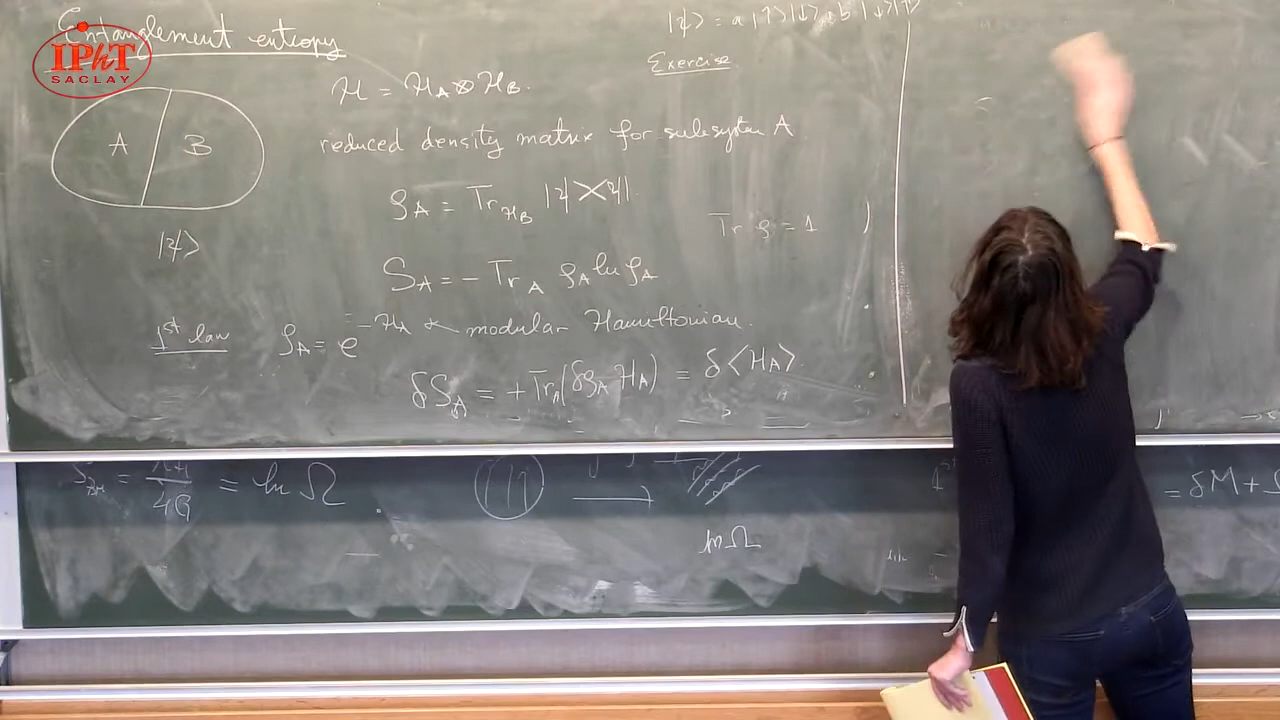 Entanglement entropy
IPhT
SACLAY
|ψ> = a |↑>|↓> + b |↓>|↑>
Exercise
H = H_A ⊗ H_B.
A B
reduced density matrix for subsystem A
ρ_A = Tr_{H_B} |ψ><ψ|
Tr ρ = 1
|ψ>
S_A = - Tr_A ρ_A ln ρ_A
1st law ρ_A = e^{-H_A} ← modular Hamiltonian.
δS_A = + Tr_A(δρ_A H_A) = δ<H_A>
= A_H / 4G = ln Ω
ln Ω
1st
= δM +